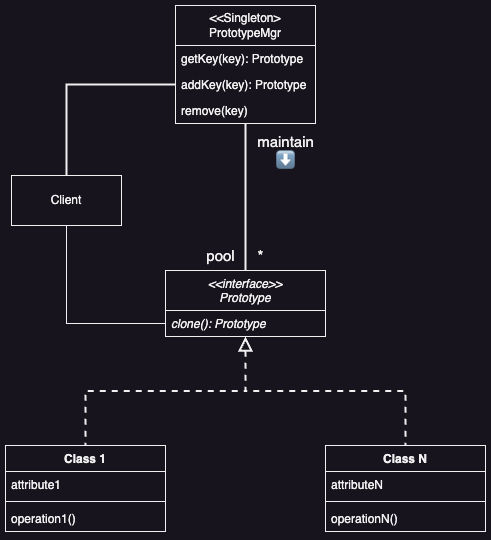 <<Singleton>
PrototypeMgr
getKey(key): Prototype
addKey(key): Prototype
remove(key)
maintain
Client
pool *
<<interface>>
Prototype
clone(): Prototype
Class 1
attribute1
operation1()
Class N
attributeN
operationN()